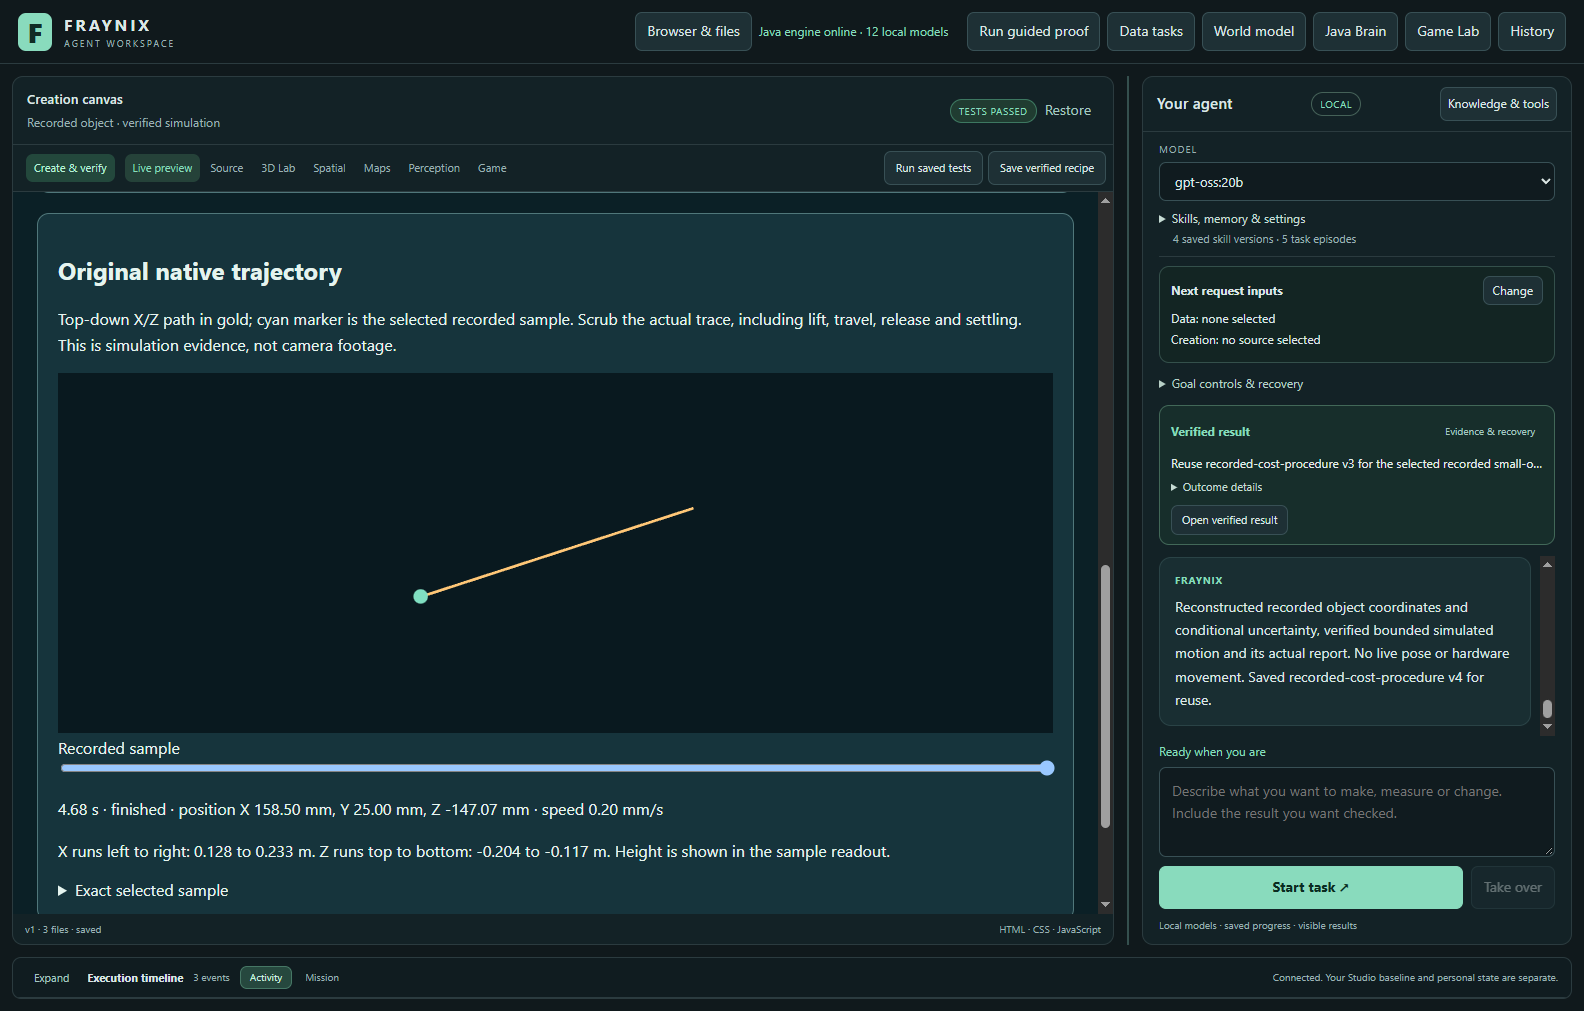 F
FRAYNIX
AGENT WORKSPACE
Browser & files
Java engine online · 12 local models
Run guided proof
Data tasks
World model
Java Brain
Game Lab
History
Creation canvas
Recorded object · verified simulation
TESTS PASSED
Restore
Create & verify
Live preview
Source
3D Lab
Spatial
Maps
Perception
Game
Run saved tests
Save verified recipe
Original native trajectory
Top-down X/Z path in gold; cyan marker is the selected recorded sample. Scrub the actual trace, including lift, travel, release and settling.
This is simulation evidence, not camera footage.
Recorded sample
4.68 s · finished · position X 158.50 mm, Y 25.00 mm, Z -147.07 mm · speed 0.20 mm/s
X runs left to right: 0.128 to 0.233 m. Z runs top to bottom: -0.204 to -0.117 m. Height is shown in the sample readout.
Exact selected sample
v1 · 3 files · saved
HTML · CSS · JavaScript
Your agent
LOCAL
Knowledge & tools
MODEL
gpt-oss:20b
Skills, memory & settings
4 saved skill versions · 5 task episodes
Next request inputs
Change
Data: none selected
Creation: no source selected
Goal controls & recovery
Verified result
Evidence & recovery
Reuse recorded-cost-procedure v3 for the selected recorded small-o...
Outcome details
Open verified result
FRAYNIX
Reconstructed recorded object coordinates and
conditional uncertainty, verified bounded simulated
motion and its actual report. No live pose or hardware
movement. Saved recorded-cost-procedure v4 for
reuse.
Ready when you are
Describe what you want to make, measure or change.
Include the result you want checked.
Start task ↗
Take over
Local models · saved progress · visible results
Expand
Execution timeline
3 events
Activity
Mission
Connected. Your Studio baseline and personal state are separate.